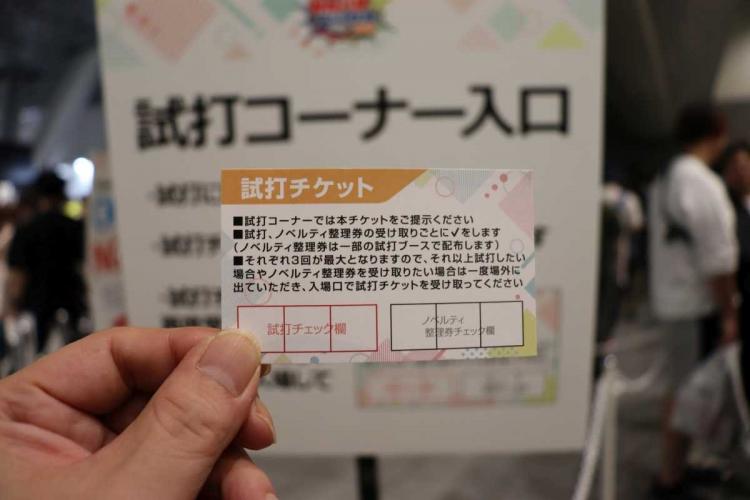 試打コーナー入口
試打チケット
■試打コーナーでは本チケットをご提示ください
■試打、ノベルティ整理券の受け取りごとに✓をします
(ノベルティ整理券は一部の試打ブースで配布します)
■それぞれ3回が最大となりますので、それ以上試打したい
場合やノベルティ整理券を受け取りたい場合は一度場外に
出ていただき、入場口で試打チケットを受け取ってください
試打チェック欄
ノベルティ
整理券チェック欄